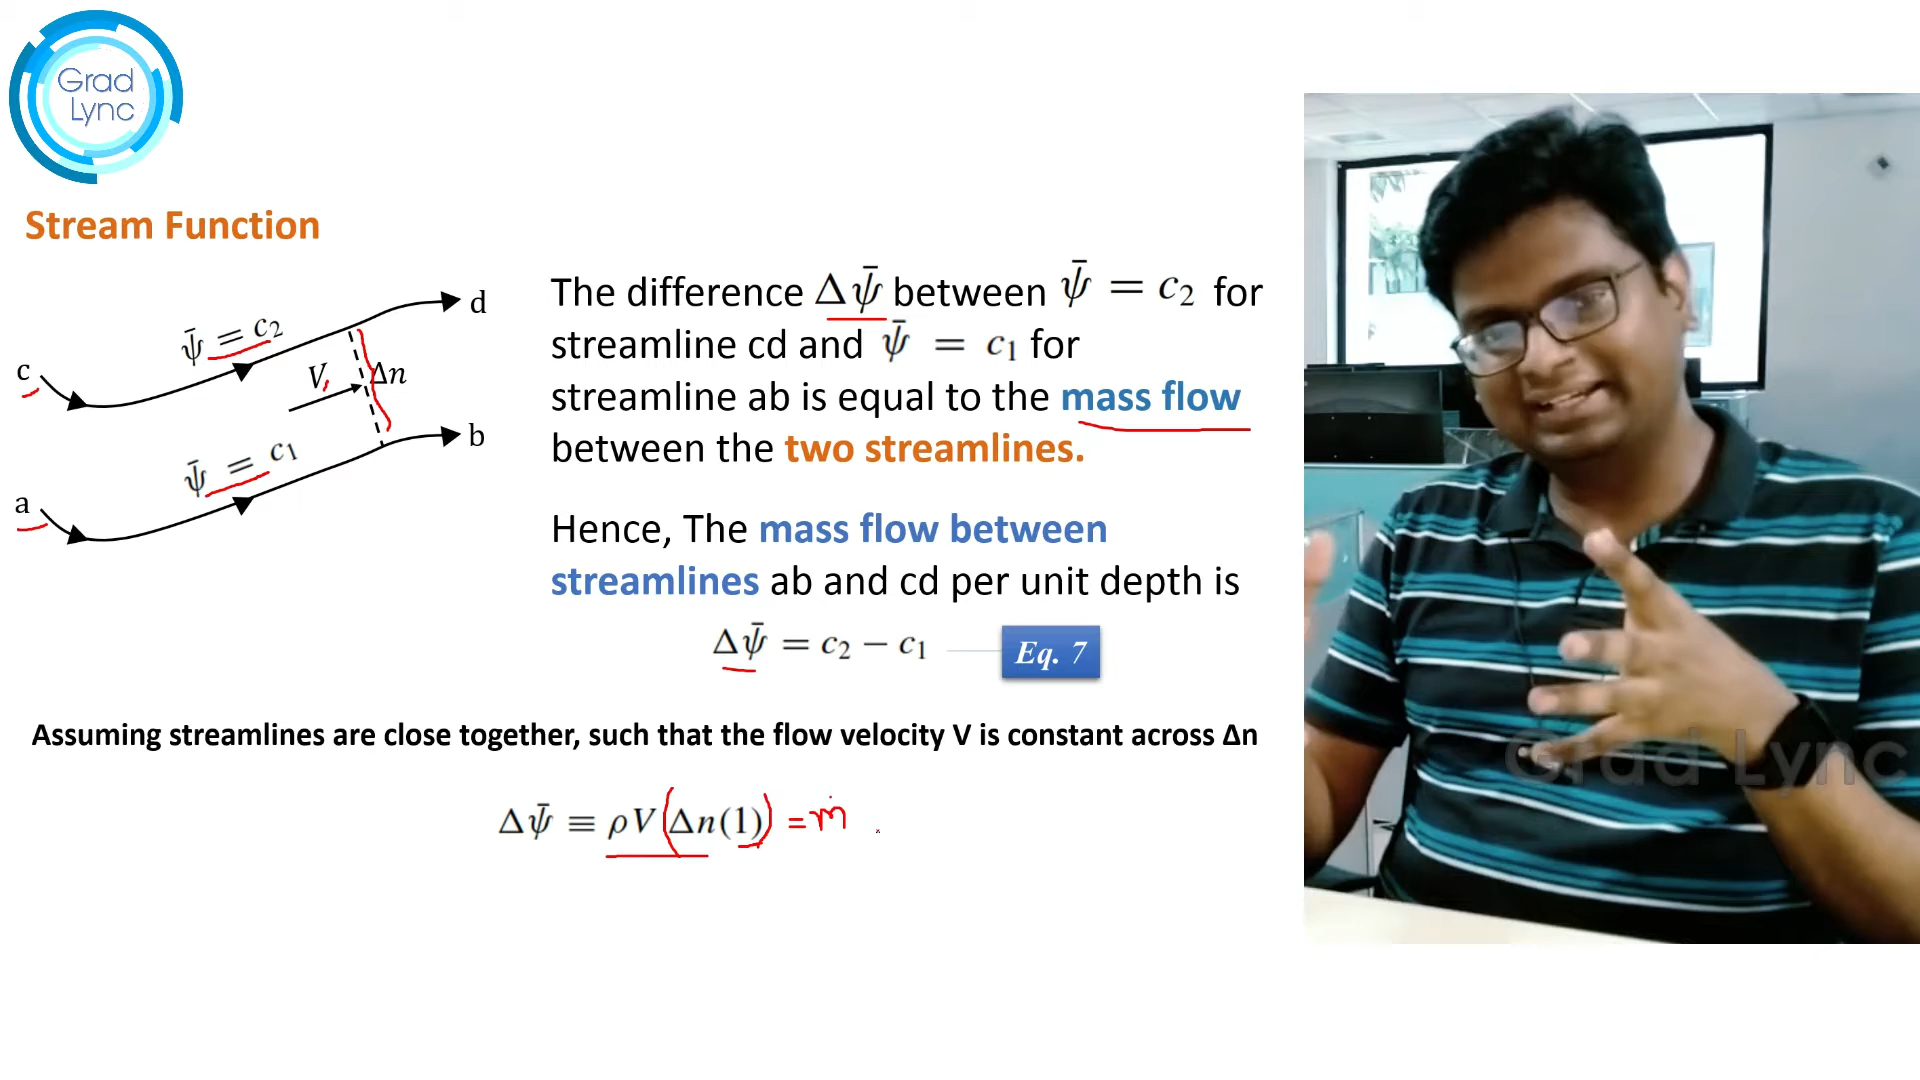 Grad
Lync
Stream Function
d
ψ̄ = c₂
c
V
Δn
b
ψ̄ = c₁
a
The difference Δψ̄ between ψ̄ = c₂ for
streamline cd and ψ̄ = c₁ for
streamline ab is equal to the mass flow
between the two streamlines.
Hence, The mass flow between
streamlines ab and cd per unit depth is
Δψ̄ = c₂ − c₁
Eq. 7
Assuming streamlines are close together, such that the flow velocity V is constant across Δn
Δψ̄ ≡ ρV(Δn(1)) = ṁ
Grad Lync